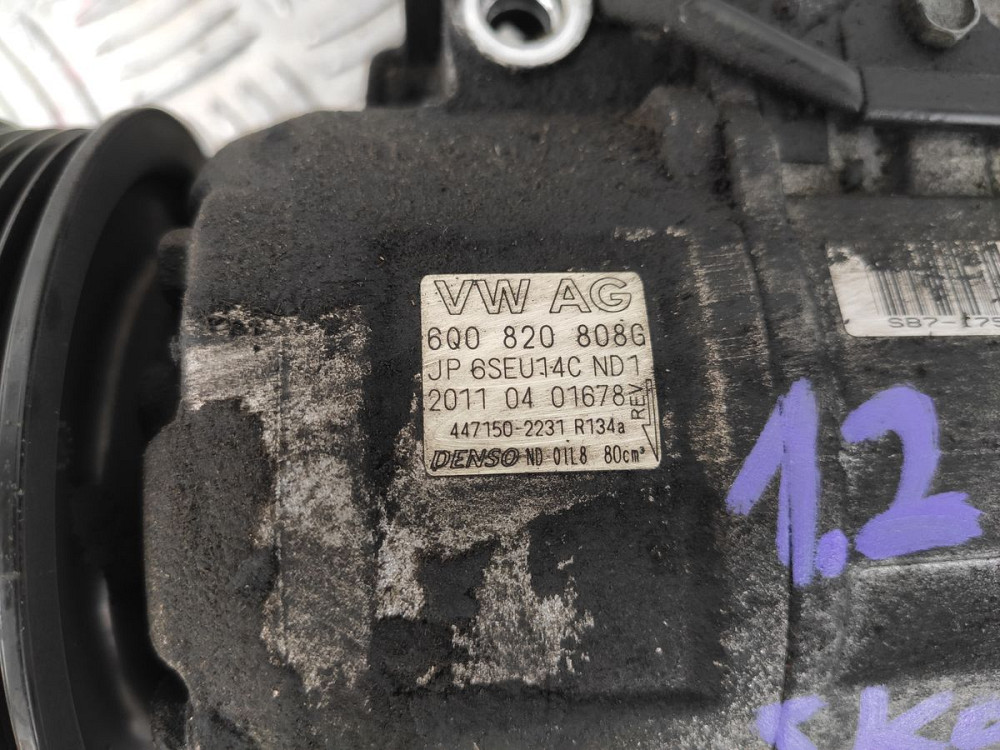 VW AG
6Q0 820 808G
JP 6SEU14C ND1
2011 04 01678
REV
447150-2231 R134a
DENSO ND OIL8 80cm³
1.2